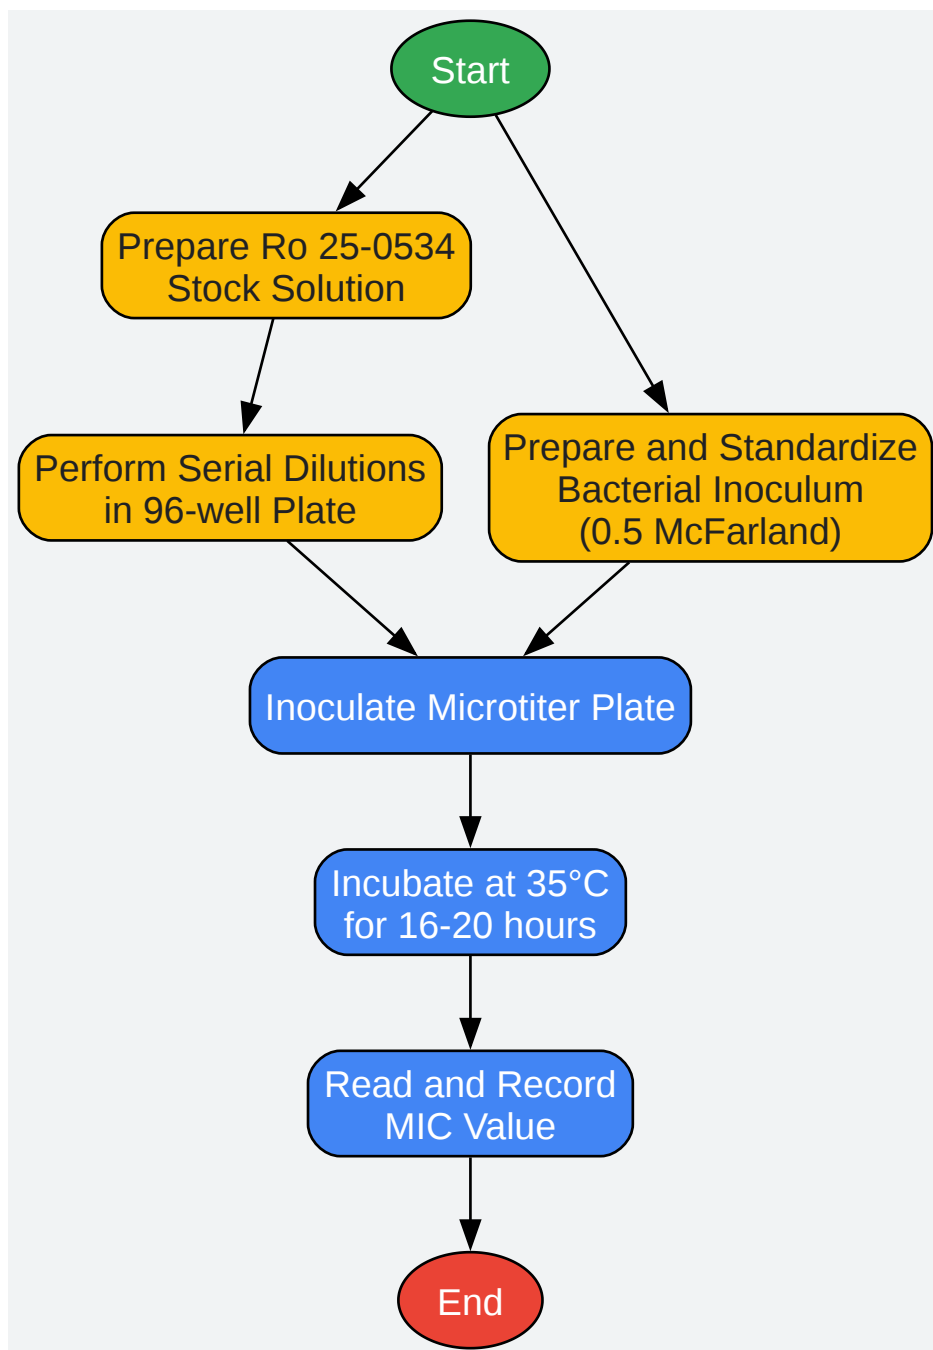 Start
Prepare Ro 25-0534
Stock Solution
Perform Serial Dilutions
in 96-well Plate
Prepare and Standardize
Bacterial Inoculum
(0.5 McFarland)
Inoculate Microtiter Plate
Incubate at 35°C
for 16-20 hours
Read and Record
MIC Value
End